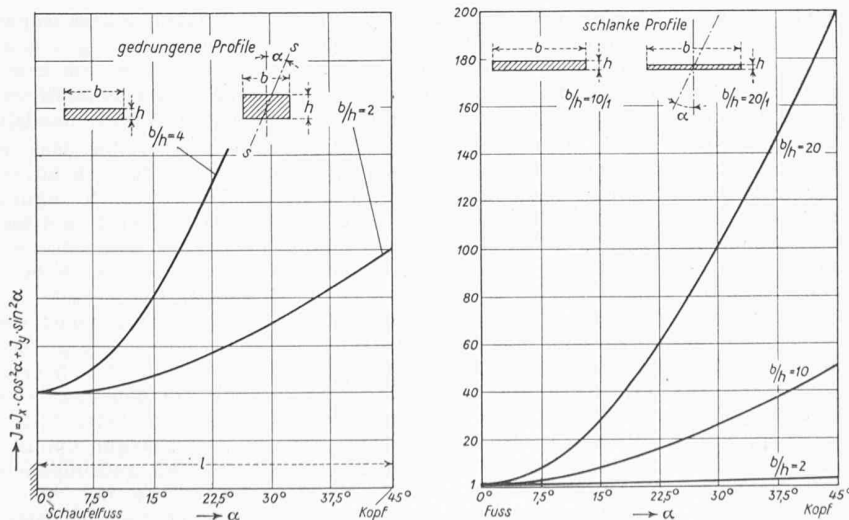 gedrungene Profile
s
α
b
b
h
h
b/h=4
s
b/h=2
→ J=Jx·cos²α+Jy·sin²α
l
0° 7,5° 15° 22,5° 30° 37,5° 45°
Schaufelfuss → α Kopf
200
180
160
140
120
100
80
60
40
20
1
schlanke Profile
b
b
h
h
b/h=10/1
b/h=20/1
α
b/h=20
b/h=10
b/h=2
0° 7,5° 15° 22,5° 30° 37,5° 45°
Fuss → α Kopf